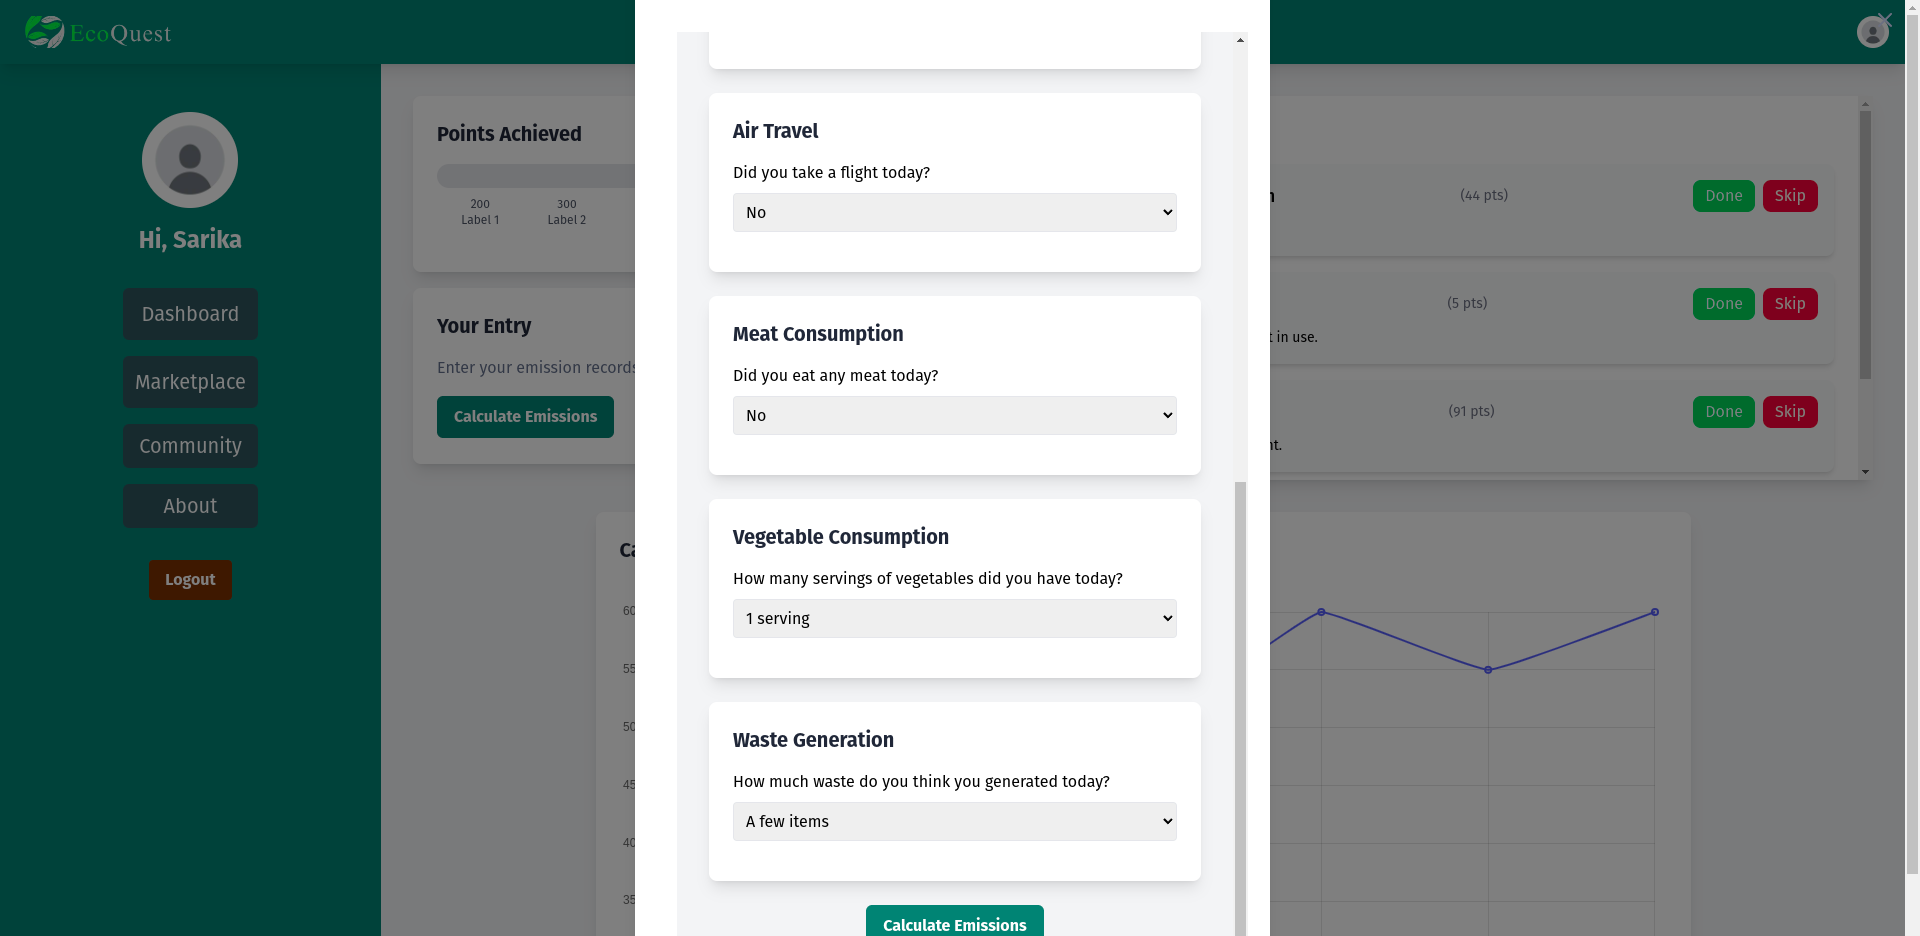 EcoQuest
Hi, Sarika
Dashboard
Marketplace
Community
About
Logout
Points Achieved
200
Label 1
300
Label 2
Your Entry
Enter your emission records
Calculate Emissions
Air Travel
Did you take a flight today?
No
Meat Consumption
Did you eat any meat today?
No
Vegetable Consumption
How many servings of vegetables did you have today?
1 serving
Waste Generation
How much waste do you think you generated today?
A few items
Calculate Emissions
(44 pts)
Done
Skip
(5 pts)
Done
Skip
in use.
(91 pts)
Done
Skip
60
55
50
45
40
35